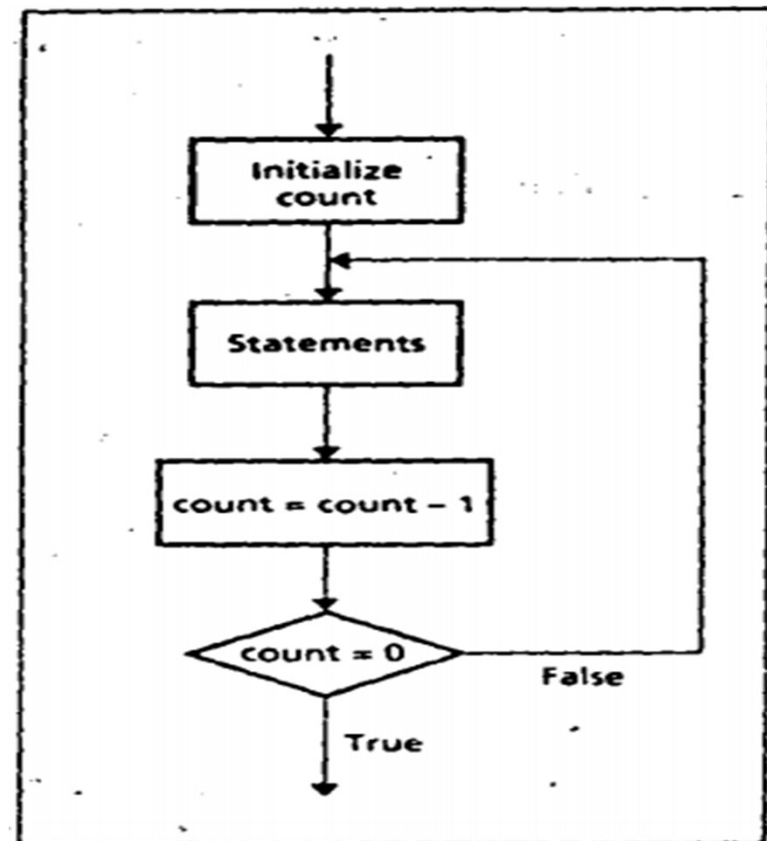 Initialize
count
Statements
count = count – 1
count = 0
False
True